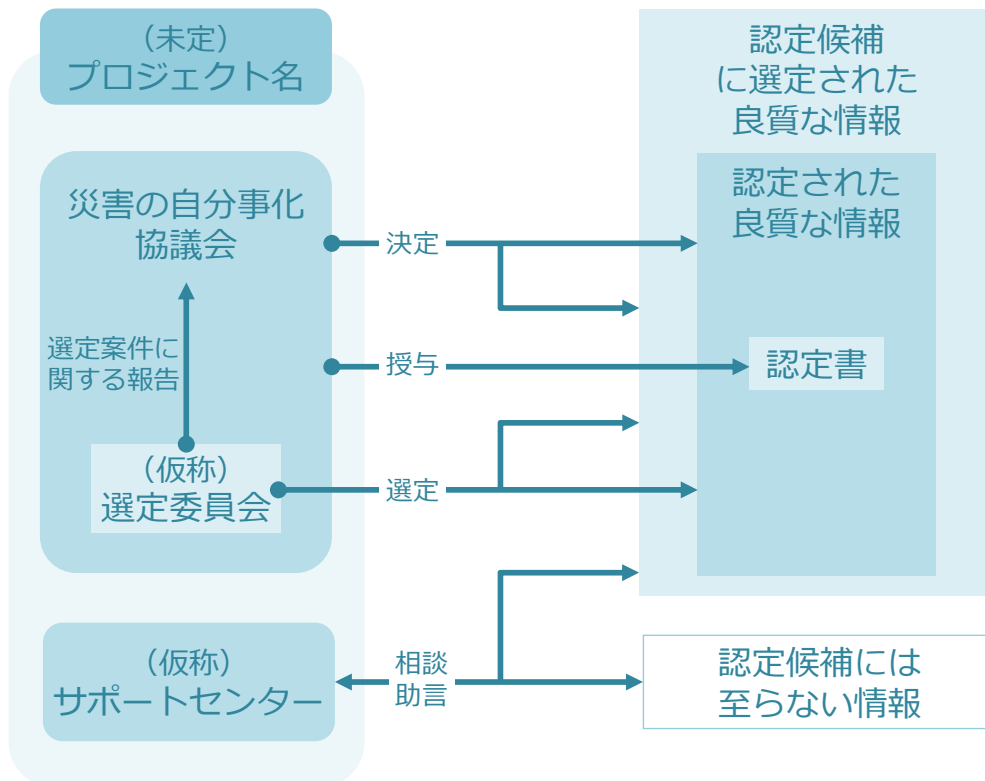 （未定）
プロジェクト名
災害の自分事化
協議会
選定案件に
関する報告
（仮称）
選定委員会
（仮称）
サポートセンター
決定
授与
選定
相談
助言
認定候補
に選定された
良質な情報
認定された
良質な情報
認定書
認定候補には
至らない情報